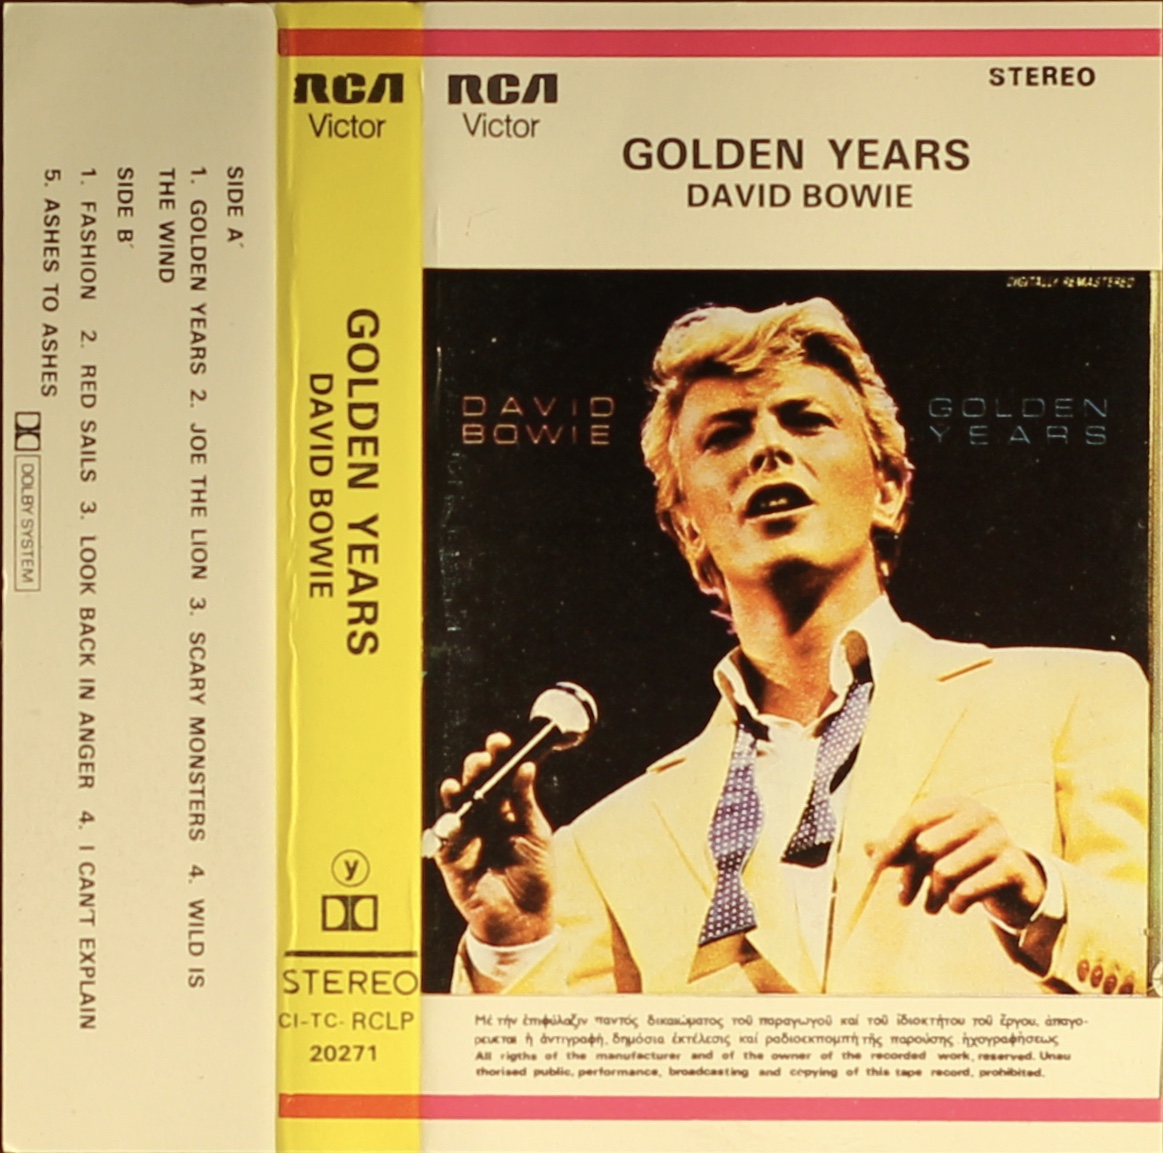 SIDE A´
1. GOLDEN YEARS 2. JOE THE LION 3. SCARY MONSTERS 4. WILD IS
THE WIND
SIDE B´
1. FASHION 2. RED SAILS 3. LOOK BACK IN ANGER 4. I CAN'T EXPLAIN
5. ASHES TO ASHES
DOLBY SYSTEM
RCA
Victor
GOLDEN YEARS
DAVID BOWIE
y
STEREO
CI-TC- RCLP
20271
RCA
Victor
STEREO
GOLDEN YEARS
DAVID BOWIE
DIGITALLY REMASTERED
DAVID
BOWIE
GOLDEN
YEARS
Μέ τήν ἐπιφύλαξιν παντός δικαιώματος τοῦ παραγωγοῦ καί τοῦ ἰδιοκτήτου τοῦ ἔργου, ἀπαγο-
ρευεται ἡ ἀντιγραφή, δημόσια ἐκτέλεσις καί ραδιοεκπομπή τῆς παρούσης ἠχογραφήσεως
All rigths of the manufacturer and of the owner of the recorded work, reserved. Unau
thorised public, performance, broadcasting and copying of this tape record, prohibited.